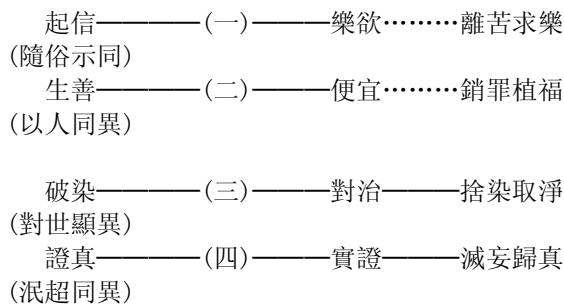 起信————(一)———樂欲………離苦求樂
(隨俗示同)
生善————(二)———便宜………銷罪植福
(以人同異)
破染————(三)———對治———捨染取淨
(對世顯異)
證真————(四)———實證———滅妄歸真
(泯超同異)